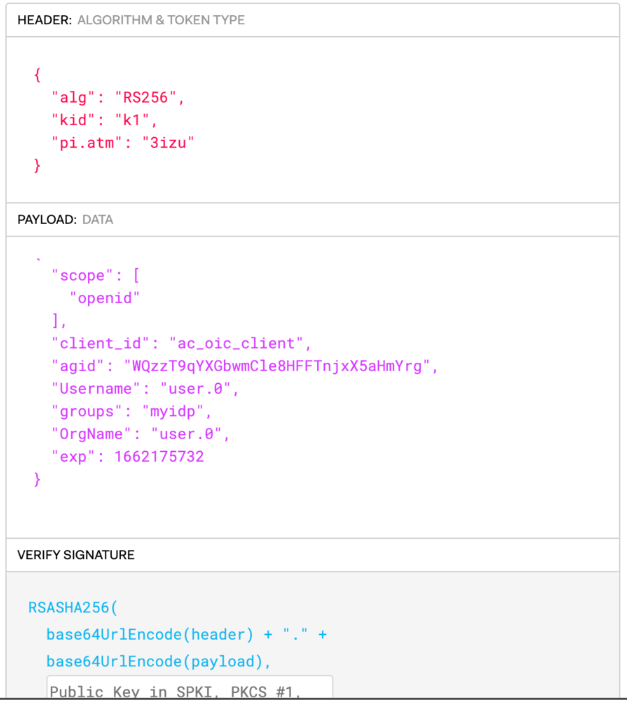 HEADER: ALGORITHM & TOKEN TYPE
{
"alg": "RS256",
"kid": "k1",
"pi.atm": "3izu"
}
PAYLOAD: DATA
"scope": [
"openid"
],
"client_id": "ac_oic_client",
"agid": "WQzzT9qYXGbwmCle8HFFTnjxX5aHmYrg",
"Username": "user.0",
"groups": "myidp",
"OrgName": "user.0",
"exp": 1662175732
}
VERIFY SIGNATURE
RSASHA256(
base64UrlEncode(header) + "." +
base64UrlEncode(payload),
Public Key in SPKI, PKCS #1,